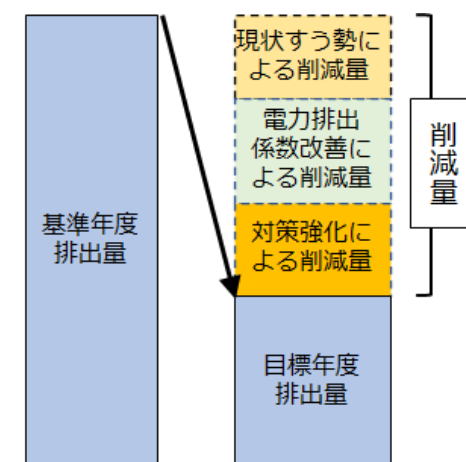 基準年度
排出量
現状すう勢に
よる削減量
電力排出
係数改善に
よる削減量
対策強化に
よる削減量
目標年度
排出量
削減量